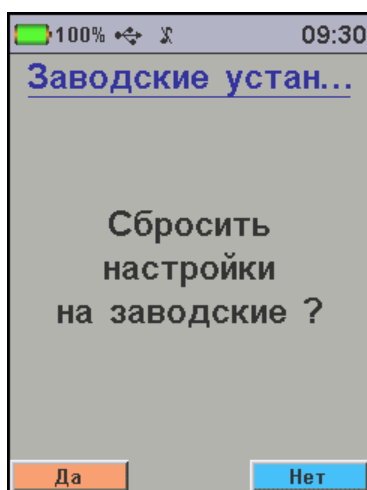 100% 09:30
Заводские устан...
Сбросить
настройки
на заводские ?
Да Нет